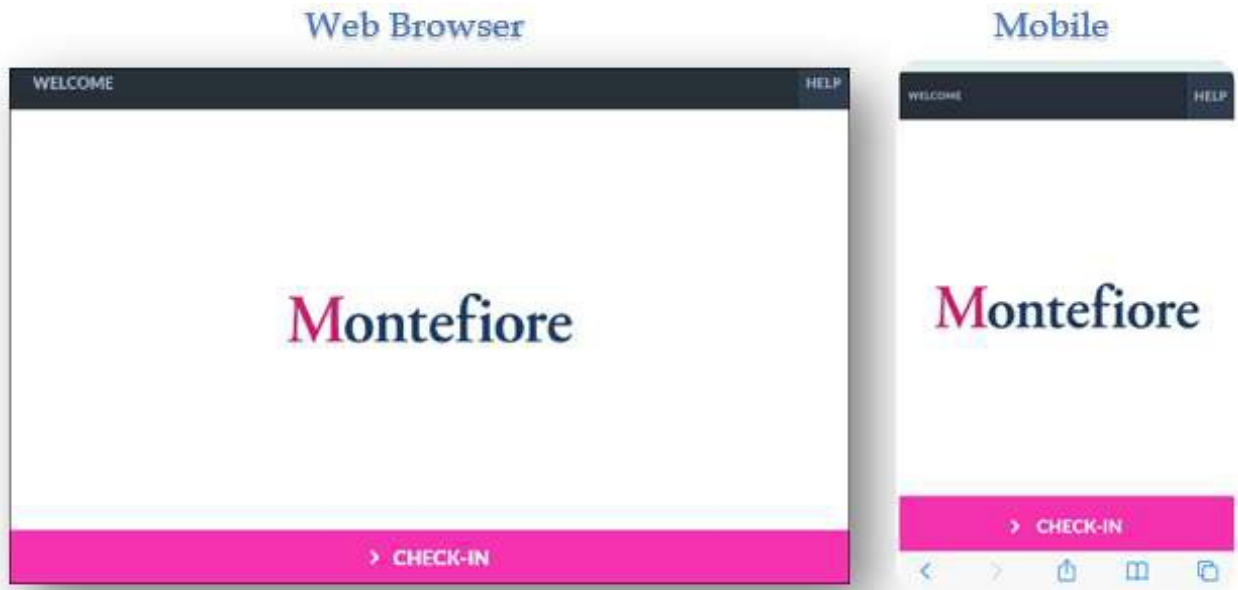 Web Browser
WELCOME
HELP
Montefiore
> CHECK-IN
Mobile
WELCOME
HELP
Montefiore
> CHECK-IN